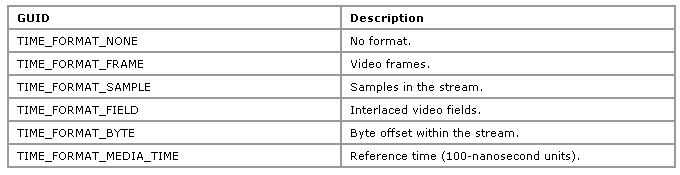 GUID Description
TIME_FORMAT_NONE No format.
TIME_FORMAT_FRAME Video frames.
TIME_FORMAT_SAMPLE Samples in the stream.
TIME_FORMAT_FIELD Interlaced video fields.
TIME_FORMAT_BYTE Byte offset within the stream.
TIME_FORMAT_MEDIA_TIME Reference time (100-nanosecond units).